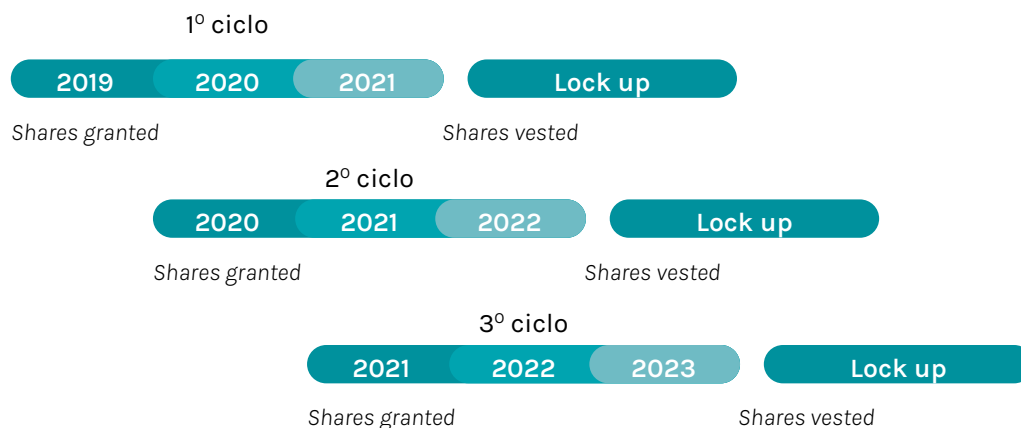 1º ciclo
2019 2020 2021 Lock up
Shares granted Shares vested
2º ciclo
2020 2021 2022 Lock up
Shares granted Shares vested
3º ciclo
2021 2022 2023 Lock up
Shares granted Shares vested